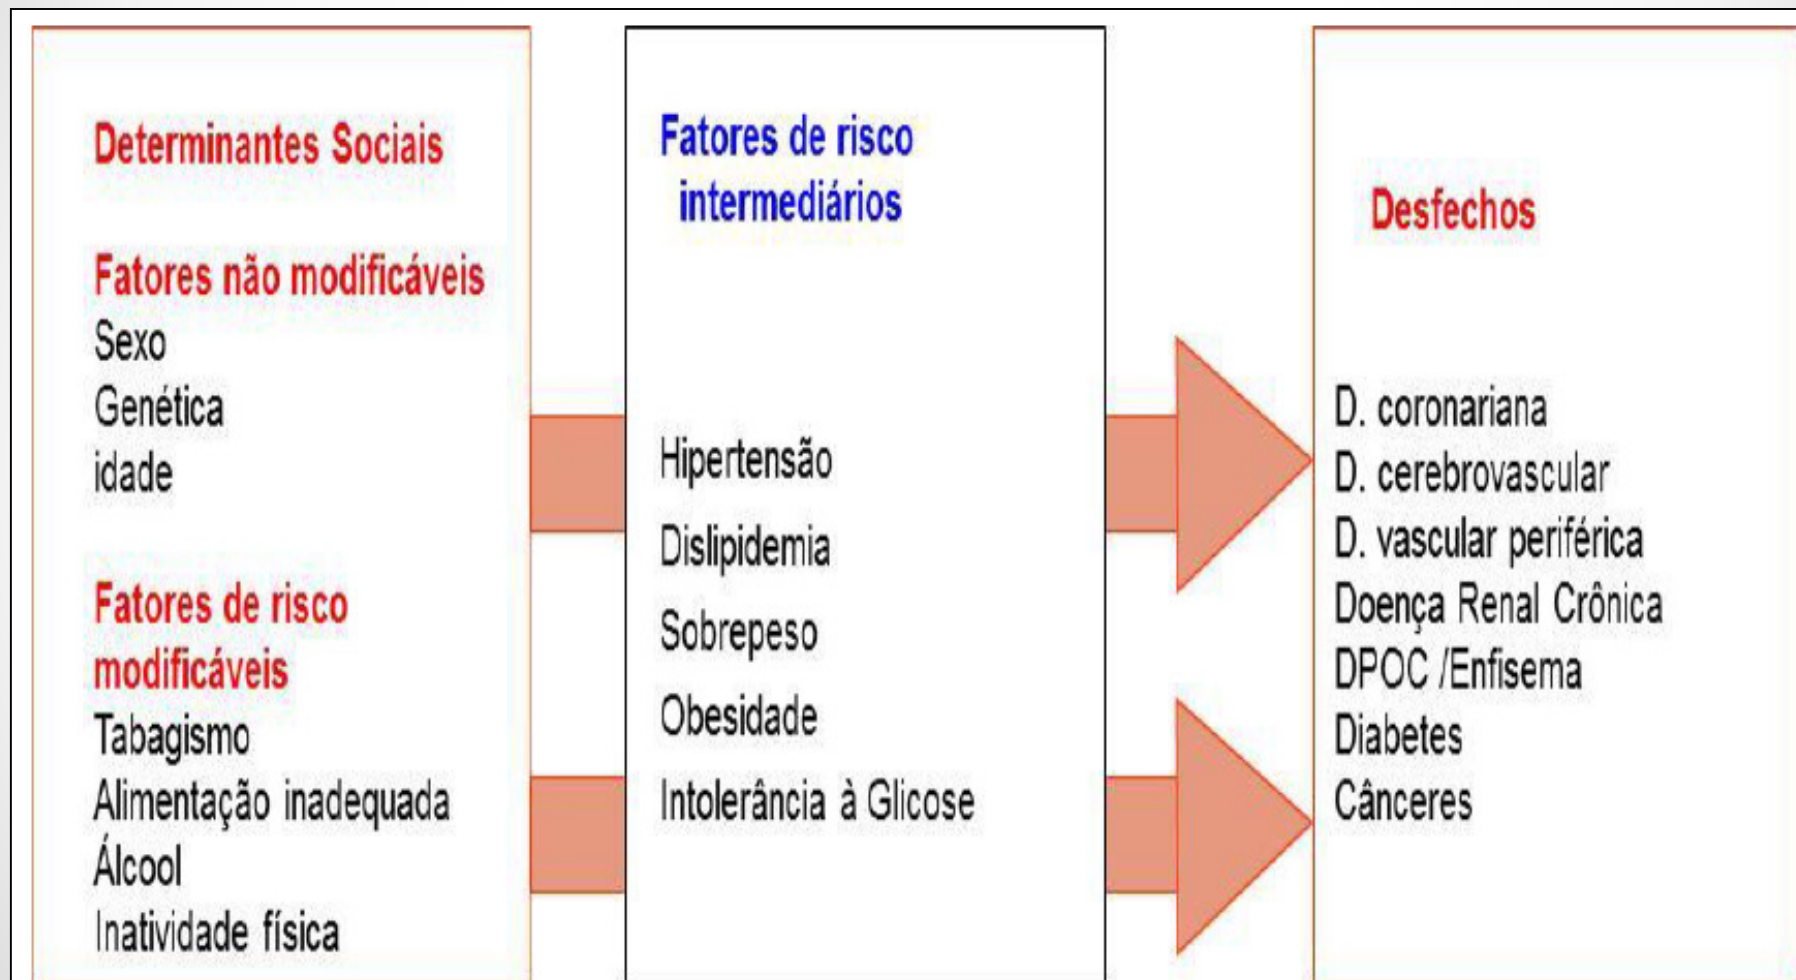 Determinantes Sociais
Fatores não modificáveis
Sexo
Genética
idade
Fatores de risco
modificáveis
Tabagismo
Alimentação inadequada
Álcool
Inatividade física
Fatores de risco
intermediários
Hipertensão
Dislipidemia
Sobrepeso
Obesidade
Intolerância à Glicose
Desfechos
D. coronariana
D. cerebrovascular
D. vascular periférica
Doença Renal Crônica
DPOC /Enfisema
Diabetes
Cânceres